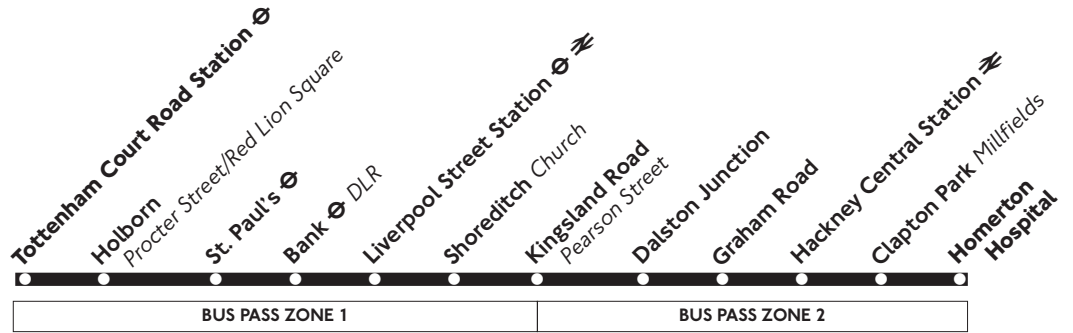 Tottenham Court Road Station
Holborn
Procter Street/Red Lion Square
St. Paul's
Bank DLR
Liverpool Street Station
Shoreditch Church
Kingsland Road
Pearson Street
Dalston Junction
Graham Road
Hackney Central Station
Clapton Park Millfields
Homerton
Hospital
BUS PASS ZONE 1
BUS PASS ZONE 2